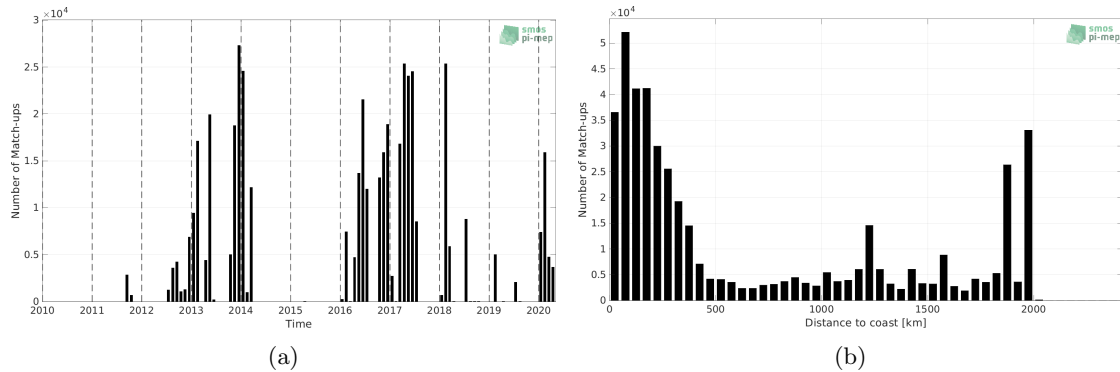 ×10⁴
3
2.5
2
1.5
1
0.5
0
Number of Match-ups
2010 2011 2012 2013 2014 2015 2016 2017 2018 2019 2020
Time
smos
pi-mep
(a)
×10⁴
5
4.5
4
3.5
3
2.5
2
1.5
1
0.5
0
Number of Match-ups
0 500 1000 1500 2000
Distance to coast [km]
smos
pi-mep
(b)